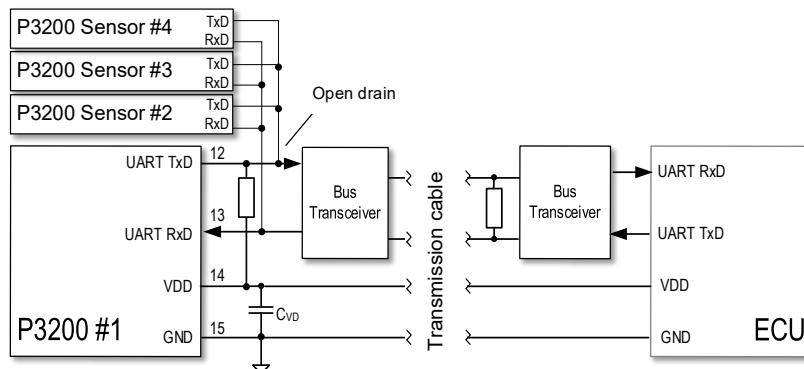 P3200 Sensor #4
TxD
RxD
P3200 Sensor #3
TxD
RxD
P3200 Sensor #2
TxD
RxD
Open drain
UART TxD
12
Bus
Transceiver
UART RxD
13
VDD
14
CVD
P3200 #1
GND
15
Transmission cable
Bus
Transceiver
UART RxD
UART TxD
VDD
GND
ECU